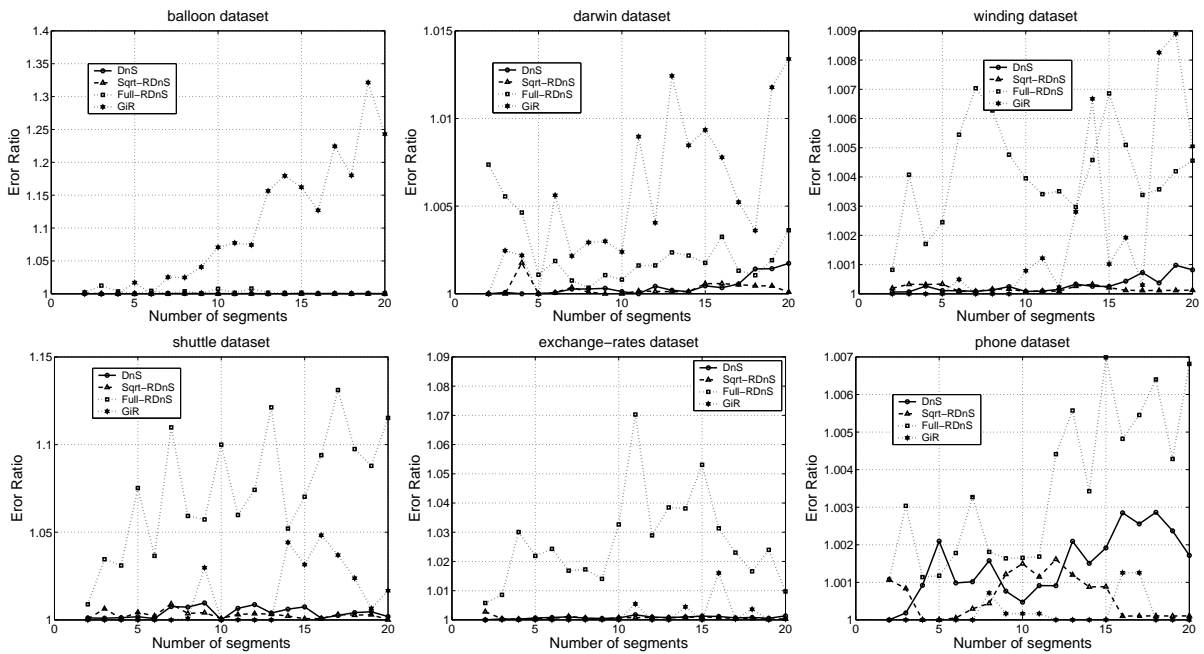 balloon dataset
1.4
1.35
1.3
1.25
1.2
1.15
1.1
1.05
1
Eror Ratio
DnS
Sqrt−RDnS
Full−RDnS
GiR
0 5 10 15 20
Number of segments
darwin dataset
1.015
1.01
1.005
1
Eror Ratio
DnS
Sqrt−RDnS
Full−RDnS
GiR
0 5 10 15 20
Number of segments
winding dataset
1.009
1.008
1.007
1.006
1.005
1.004
1.003
1.002
1.001
1
Eror Ratio
DnS
Sqrt−RDnS
Full−RDnS
GiR
0 5 10 15 20
Number of segments
shuttle dataset
1.15
1.1
1.05
1
Eror Ratio
DnS
Sqrt−RDnS
Full−RDnS
GiR
0 5 10 15 20
Number of segments
exchange−rates dataset
1.09
1.08
1.07
1.06
1.05
1.04
1.03
1.02
1.01
1
Eror Ratio
DnS
Sqrt−RDnS
Full−RDnS
GiR
0 5 10 15 20
Number of segments
phone dataset
1.007
1.006
1.005
1.004
1.003
1.002
1.001
1
Eror Ratio
DnS
Sqrt−RDnS
Full−RDnS
GiR
0 5 10 15 20
Number of segments